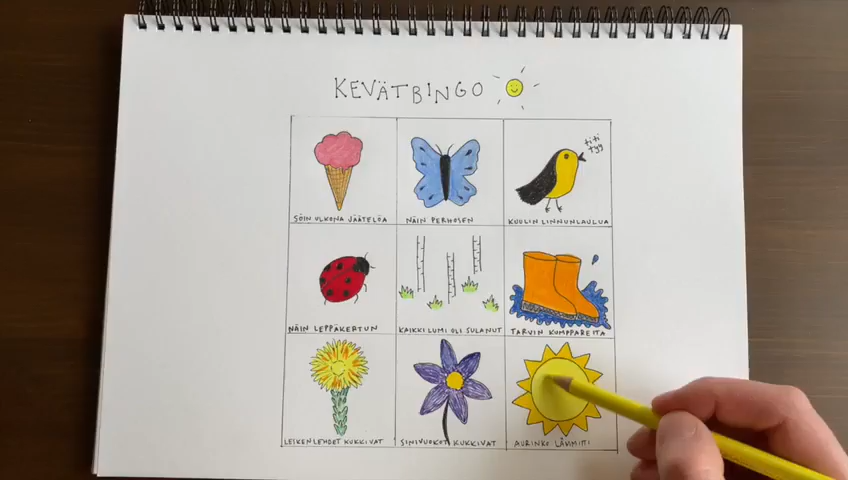 KEVÄTBINGO
titi
tyy
SÖIN ULKONA JÄÄTELÖÄ
NÄIN PERHOSEN
KUULIN LINNUNLAULUA
NÄIN LEPPÄKERTUN
KAIKKI LUMI OLI SULANUT
TARVIN KUMPPAREITA
LEIKENLEHDET KUKKIVAT
SINIVUOKOT KUKKIVAT
AURINKO LÄMMITTI